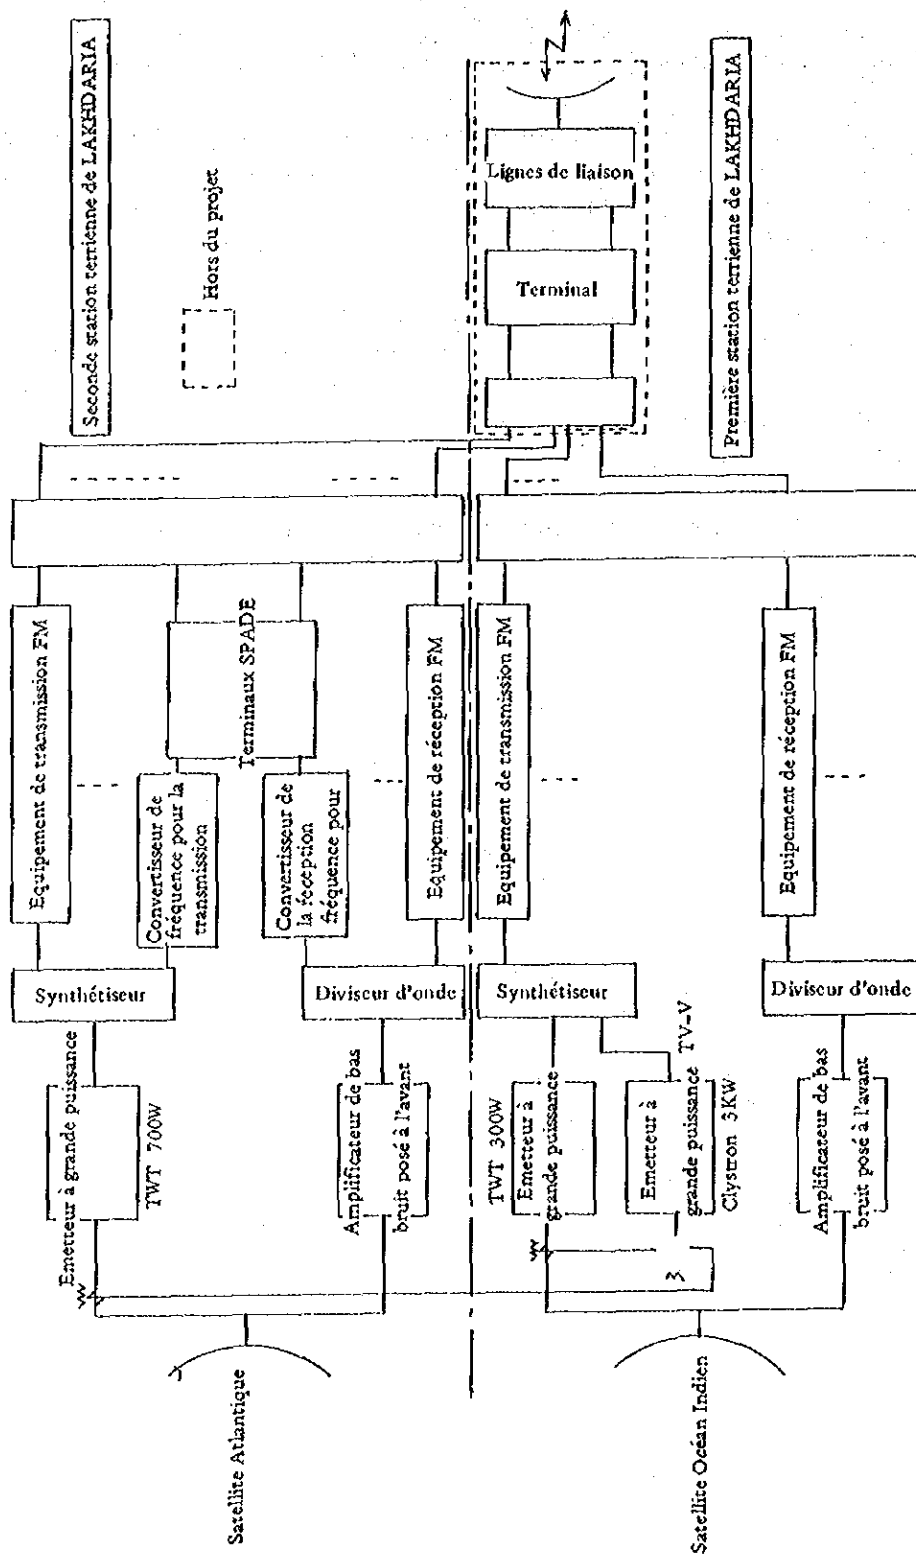 Seconde station terrienne de LAKHDARIA
Hors du projet
Satellite Atlantique
Emetteur à grande puissance
TWT 700W
Synthétiseur
Equipement de transmission FM
Convertisseur de
fréquence pour la
transmission
Terminaux SPADE
Convertisseur de
la réception
fréquence pour
Amplificateur de bas
bruit posé à l'avant
Diviseur d'onde
Equipement de réception FM
Lignes de liaison
Terminal
Première station terrienne de LAKHDARIA
Satellite Océan Indien
TWT 300W
Emetteur à
grande puissance
Synthétiseur
Equipement de transmission FM
3
Emetteur à
grande puissance TV-V
Clystron 3KW
Amplificateur de bas
bruit posé à l'avant
Diviseur d'onde
Equipement de réception FM